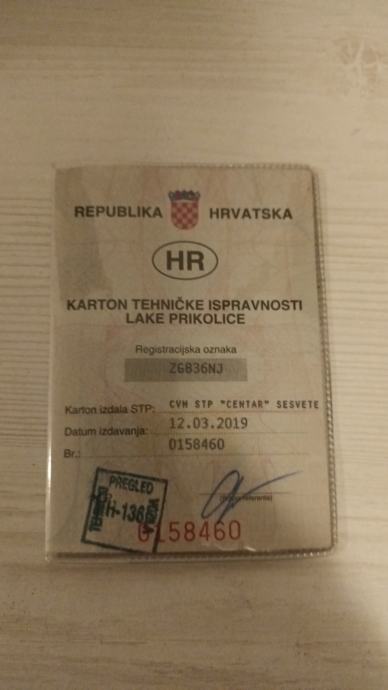 REPUBLIKA HRVATSKA
HR
KARTON TEHNIČKE ISPRAVNOSTI
LAKE PRIKOLICE
Registracijska oznaka
ZG836NJ
Karton izdala STP: CVH STP "CENTAR" SESVETE
Datum izdavanja: 12.03.2019
Br.: 0158460
PREGLED
H-136
0158460